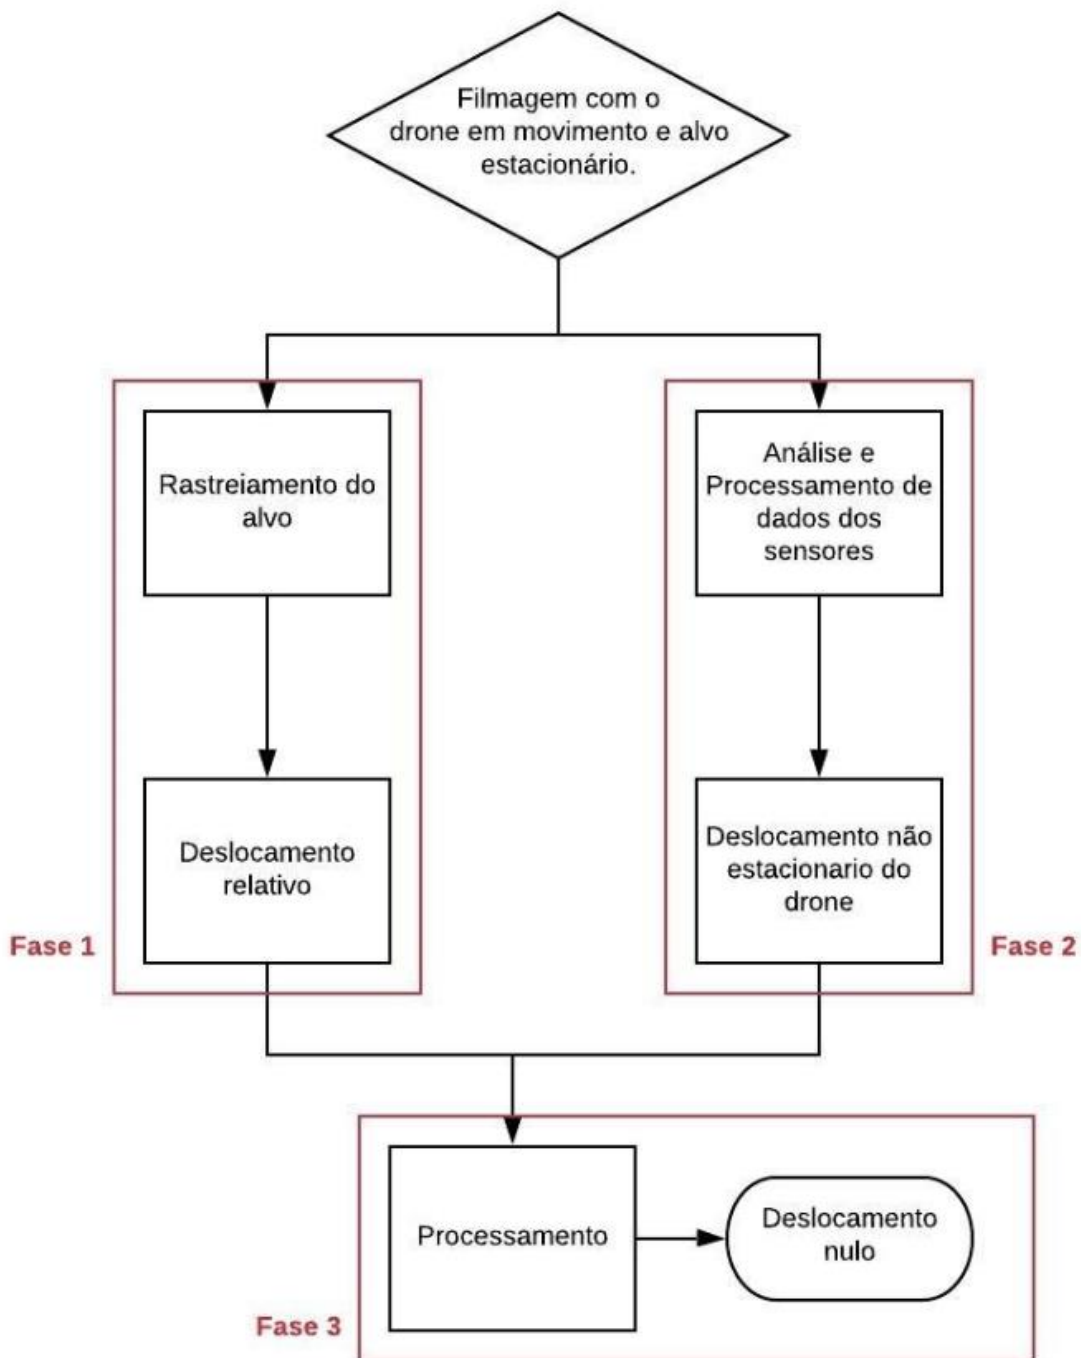 Filmagem com o
drone em movimento e alvo
estacionário.
Rastreiamento do
alvo
Deslocamento
relativo
Fase 1
Análise e
Processamento de
dados dos
sensores
Deslocamento não
estacionario do
drone
Fase 2
Processamento
Deslocamento
nulo
Fase 3